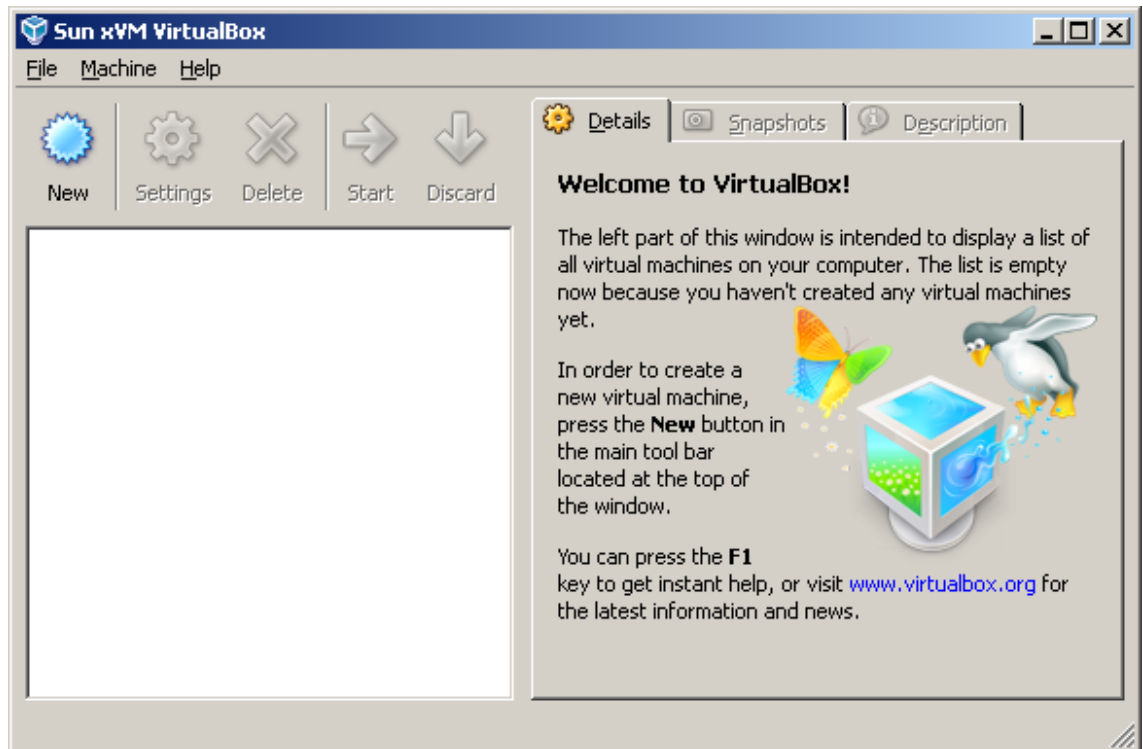 Sun xVM VirtualBox
File Machine Help
New Settings Delete Start Discard
Details Snapshots Description
Welcome to VirtualBox!
The left part of this window is intended to display a list of
all virtual machines on your computer. The list is empty
now because you haven't created any virtual machines
yet.
In order to create a
new virtual machine,
press the New button in
the main tool bar
located at the top of
the window.
You can press the F1
key to get instant help, or visit www.virtualbox.org for
the latest information and news.